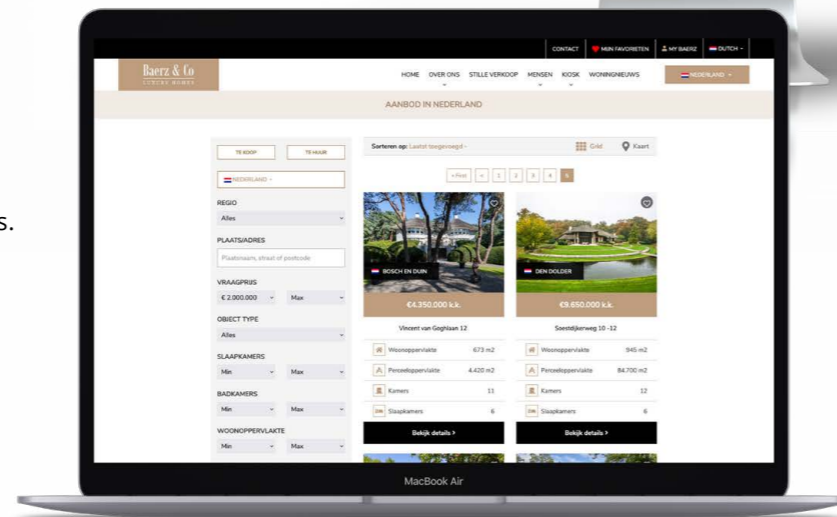 s.
CONTACT MIJN FAVORIETEN MY BAERZ DUTCH
Baerz & Co
LUXURY HOMES
HOME OVER ONS STILLE VERKOOP MENSEN KIOSK WONINGNIEUWS
NEDERLAND
AANBOD IN NEDERLAND
TE KOOP TE HUUR
NEDERLAND
REGIO
Alles
PLAATS/ADRES
Plaatsnaam, straat of postcode
VRAAGPRIJS
€ 2.000.000 Max
OBJECT TYPE
Alles
SLAAPKAMERS
Min Max
BADKAMERS
Min Max
WOONOPPERVLAKTE
Min Max
Sorteren op: Laatst toegevoegd -
Grid Kaart
« First « 1 2 3 4 5
BOSCH EN DUIN
€4.350.000 k.k.
Vincent van Goghlaan 12
Woonoppervlakte 673 m2
Perceeloppervlakte 4.420 m2
Kamers 11
Slaapkamers 6
Bekijk details >
DEN DOLDER
€9.650.000 k.k.
Soestdijkerweg 10 -12
Woonoppervlakte 945 m2
Perceeloppervlakte 84.700 m2
Kamers 12
Slaapkamers 6
Bekijk details >
MacBook Air